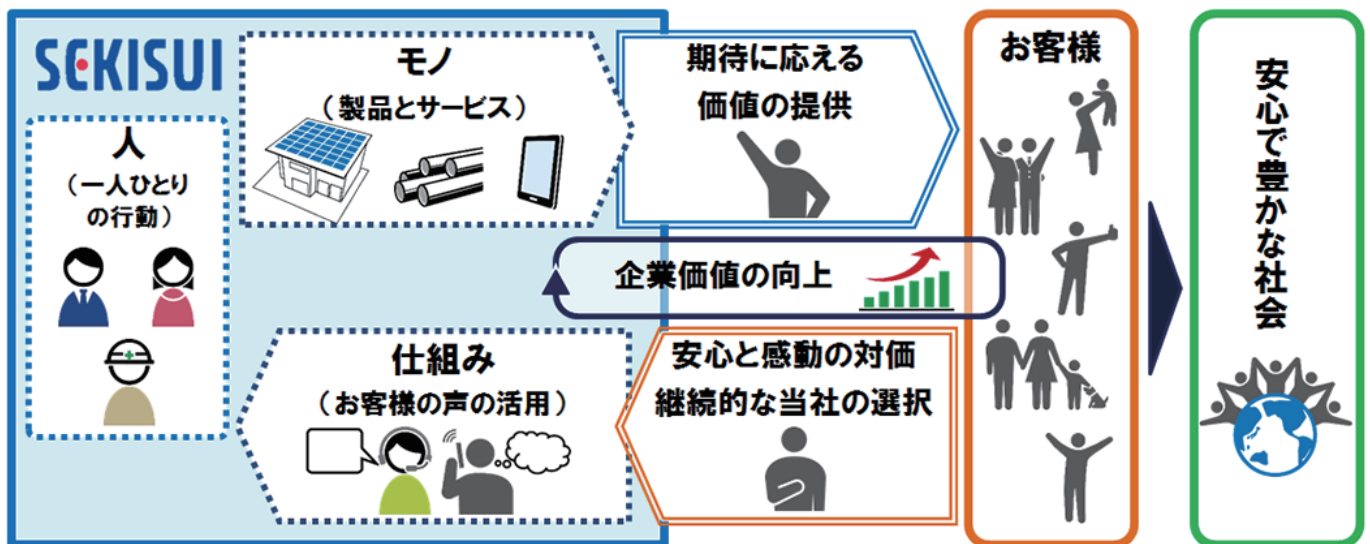 SEKISUI
人
（一人ひとり
の行動）
モノ
（製品とサービス）
期待に応える
価値の提供
企業価値の向上
仕組み
（お客様の声の活用）
安心と感動の対価
継続的な当社の選択
お客様
安心で豊かな社会